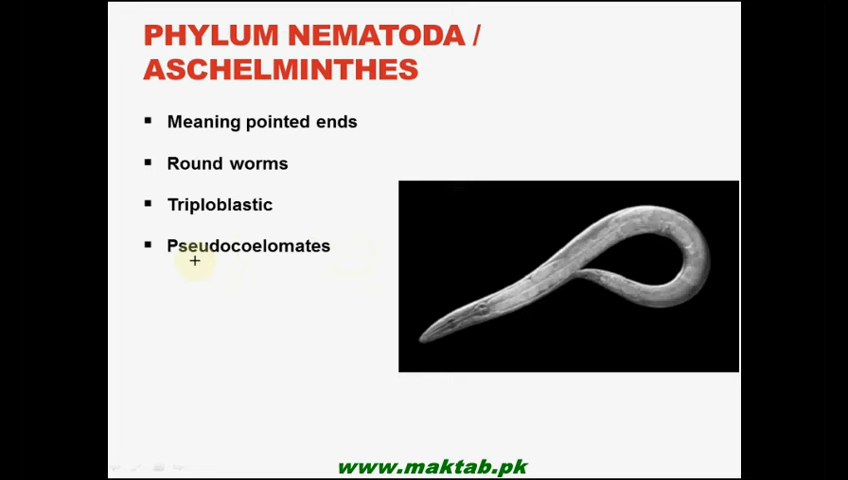 PHYLUM NEMATODA /
ASCHELMINTHES
Meaning pointed ends
Round worms
Triploblastic
Pseudocoelomates
www.maktab.pk